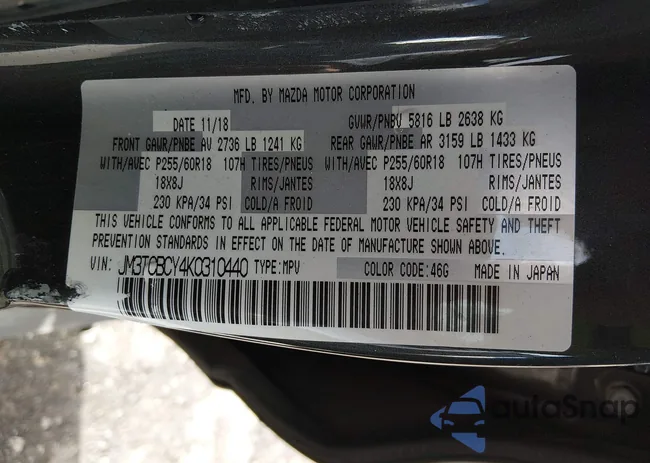 MFD. BY MAZDA MOTOR CORPORATION
DATE 11/18 GVWR/PNBV 5816 LB 2638 KG
FRONT GAWR/PNBE AV 2736 LB 1241 KG REAR GAWR/PNBE AR 3159 LB 1433 KG
WITH/AVEC P255/60R18 107H TIRES/PNEUS WITH/AVEC P255/60R18 107H TIRES/PNEUS
18X8J RIMS/JANTES 18X8J RIMS/JANTES
230 KPA/34 PSI COLD/A FROID 230 KPA/34 PSI COLD/A FROID
THIS VEHICLE CONFORMS TO ALL APPLICABLE FEDERAL MOTOR VEHICLE SAFETY AND THEFT
PREVENTION STANDARDS IN EFFECT ON THE DATE OF MANUFACTURE SHOWN ABOVE.
VIN: JM3TCBCY4K0310440 TYPE:MPV COLOR CODE:46G MADE IN JAPAN
autoSnap